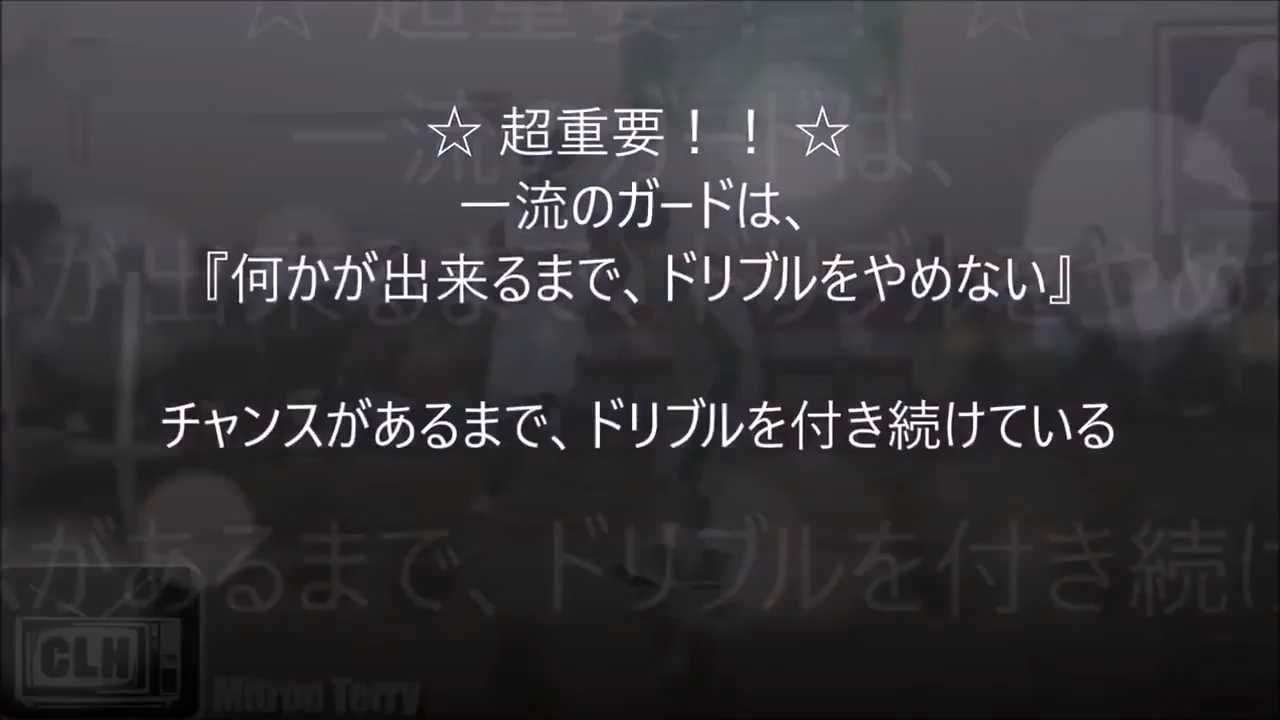 ☆ 超重要！！ ☆
一流のガードは、
『何かが出来るまで、ドリブルをやめない』
チャンスがあるまで、ドリブルを付き続けている
CLH
Mitron Terry